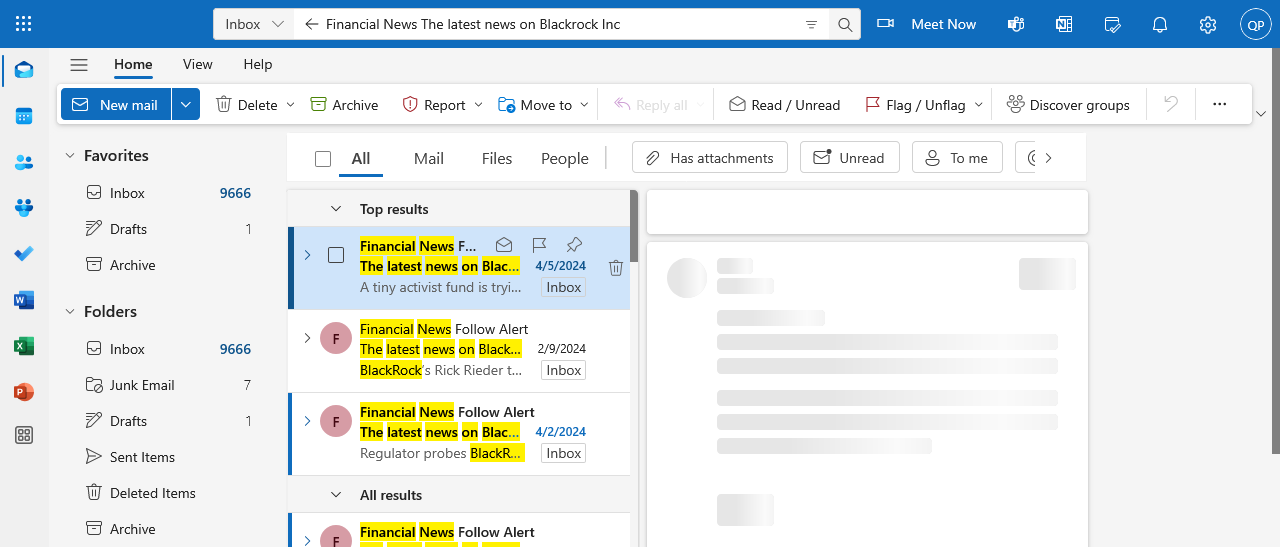 Inbox
Financial News The latest news on Blackrock Inc
Meet Now
QP
Home
View
Help
New mail
Delete
Archive
Report
Move to
Reply all
Read / Unread
Flag / Unflag
Discover groups
Favorites
Inbox 9666
Drafts 1
Archive
Folders
Inbox 9666
Junk Email 7
Drafts 1
Sent Items
Deleted Items
Archive
All
Mail
Files
People
Has attachments
Unread
To me
Top results
Financial News F...
The latest news on Blac... 4/5/2024
A tiny activist fund is tryi... Inbox
F
Financial News Follow Alert
The latest news on Black... 2/9/2024
BlackRock's Rick Rieder t... Inbox
F
Financial News Follow Alert
The latest news on Blac... 4/2/2024
Regulator probes BlackR... Inbox
All results
F
Financial News Follow Alert